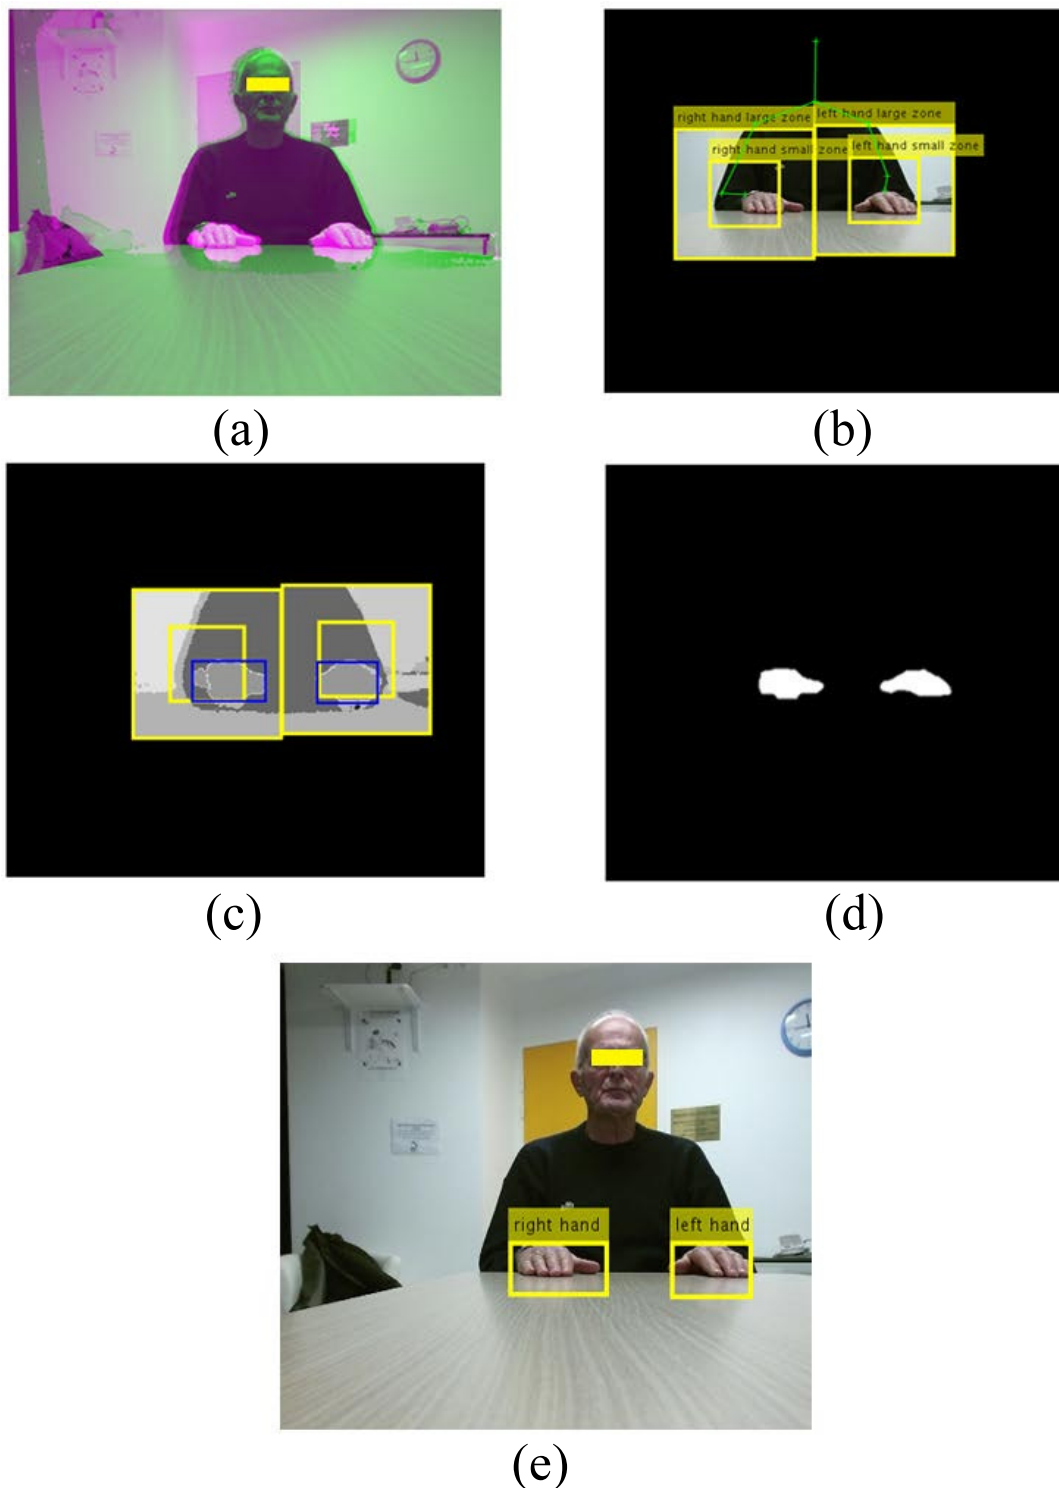 (a)
right hand large zone
left hand large zone
right hand small zone
left hand small zone
(b)
(c)
(d)
right hand
left hand
(e)